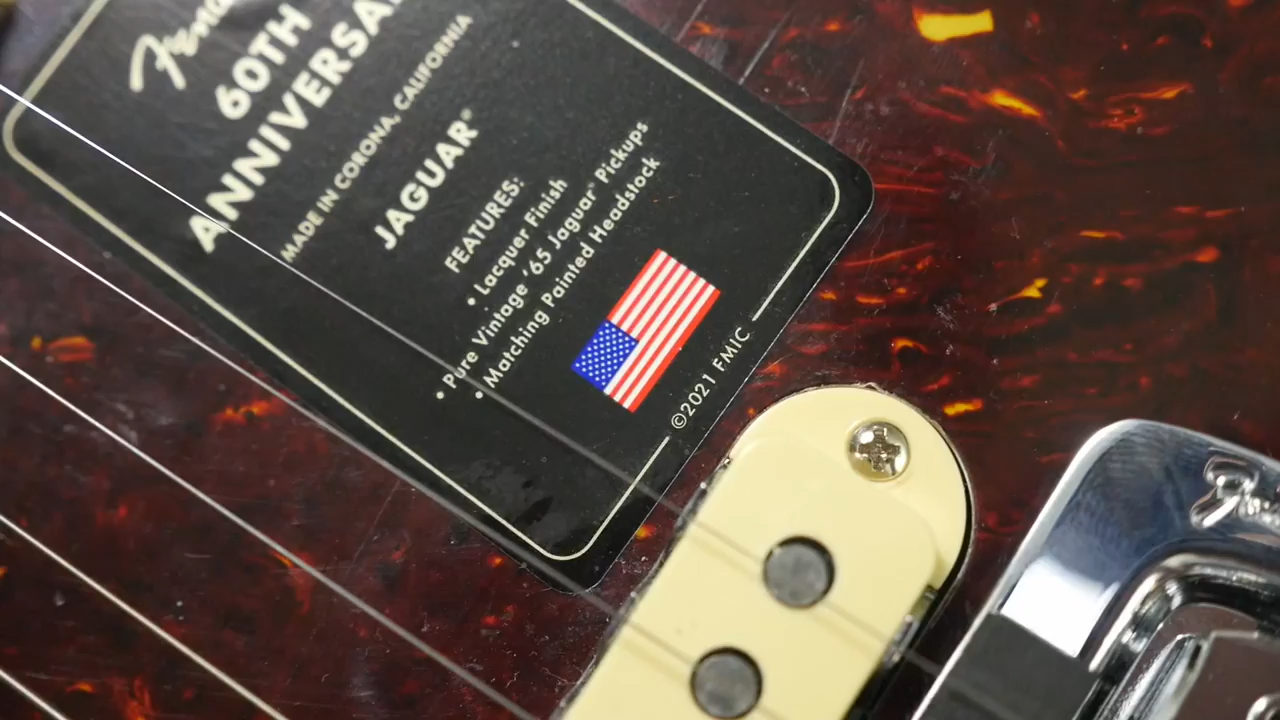 Fender
60TH
ANNIVERSA
MADE IN CORONA, CALIFORNIA
JAGUAR®
FEATURES:
• Lacquer Finish
• Pure Vintage '65 Jaguar® Pickups
• Matching Painted Headstock
©2021 FMIC